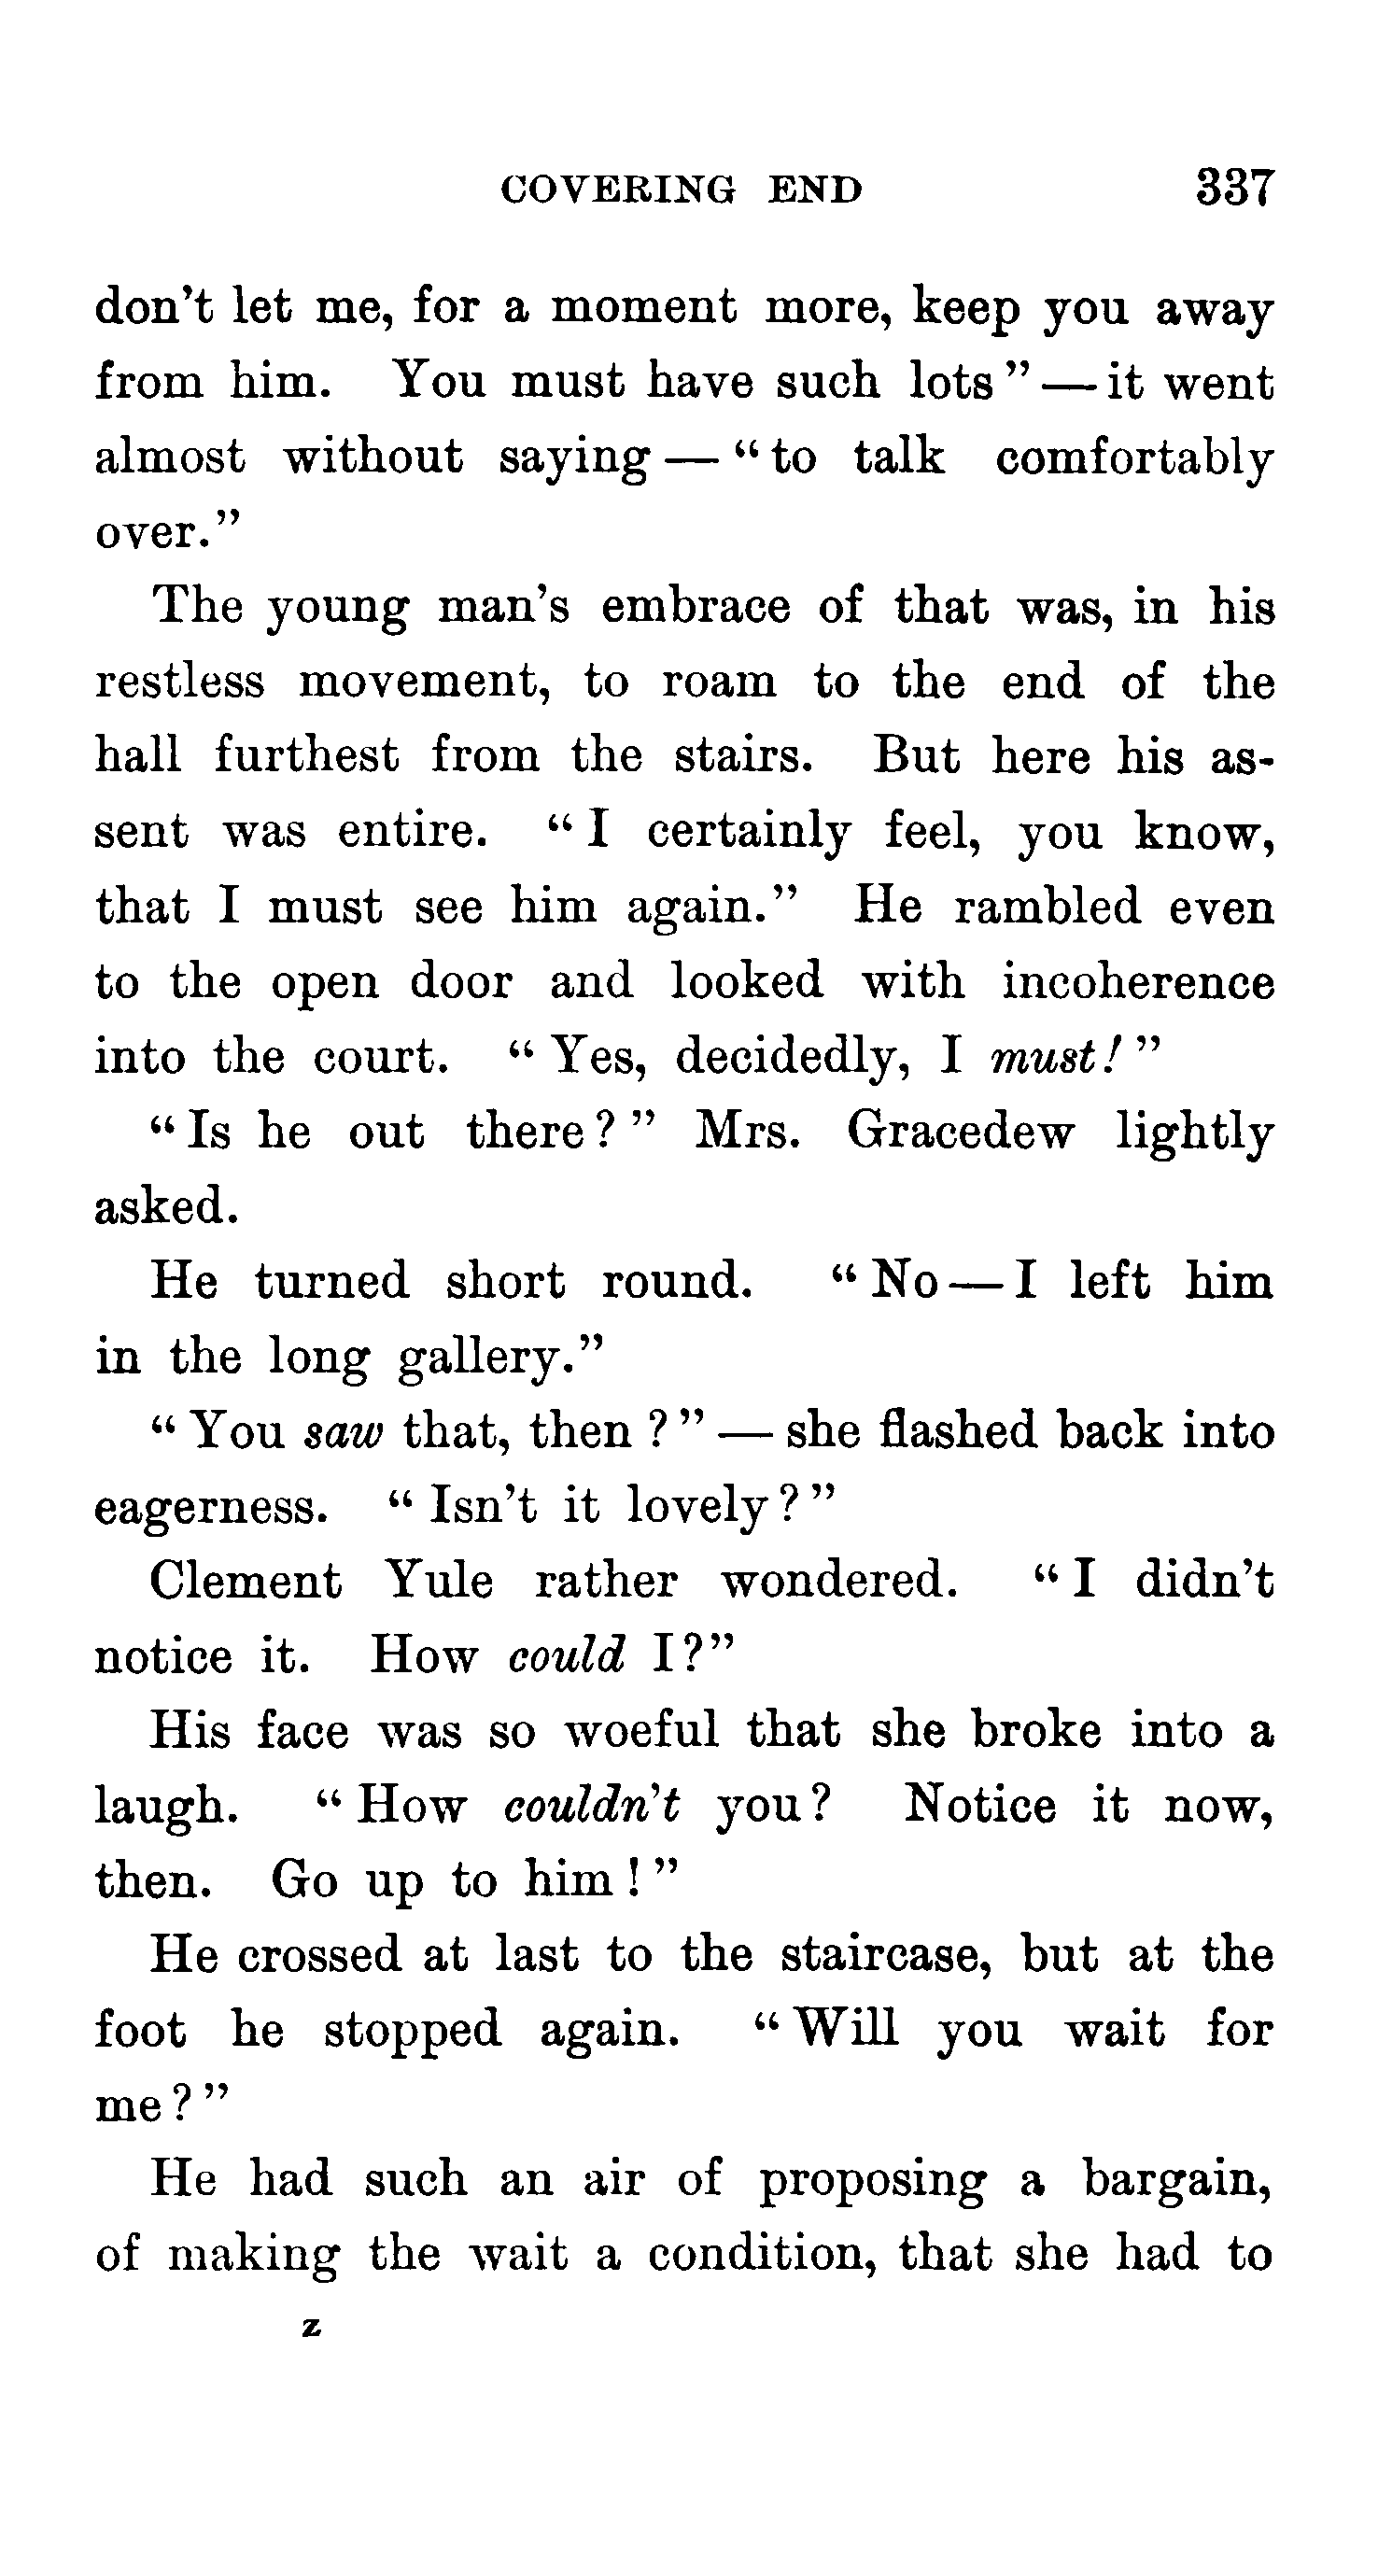 COVERING END 337
don't let me, for a moment more, keep you away
from him. You must have such lots" — it went
almost without saying — "to talk comfortably
over."
The young man's embrace of that was, in his
restless movement, to roam to the end of the
hall furthest from the stairs. But here his as-
sent was entire. "I certainly feel, you know,
that I must see him again." He rambled even
to the open door and looked with incoherence
into the court. "Yes, decidedly, I must!"
"Is he out there?" Mrs. Gracedew lightly
asked.
He turned short round. "No — I left him
in the long gallery."
"You saw that, then?" — she flashed back into
eagerness. "Isn't it lovely?"
Clement Yule rather wondered. "I didn't
notice it. How could I?"
His face was so woeful that she broke into a
laugh. "How couldn't you? Notice it now,
then. Go up to him!"
He crossed at last to the staircase, but at the
foot he stopped again. "Will you wait for
me?"
He had such an air of proposing a bargain,
of making the wait a condition, that she had to
z